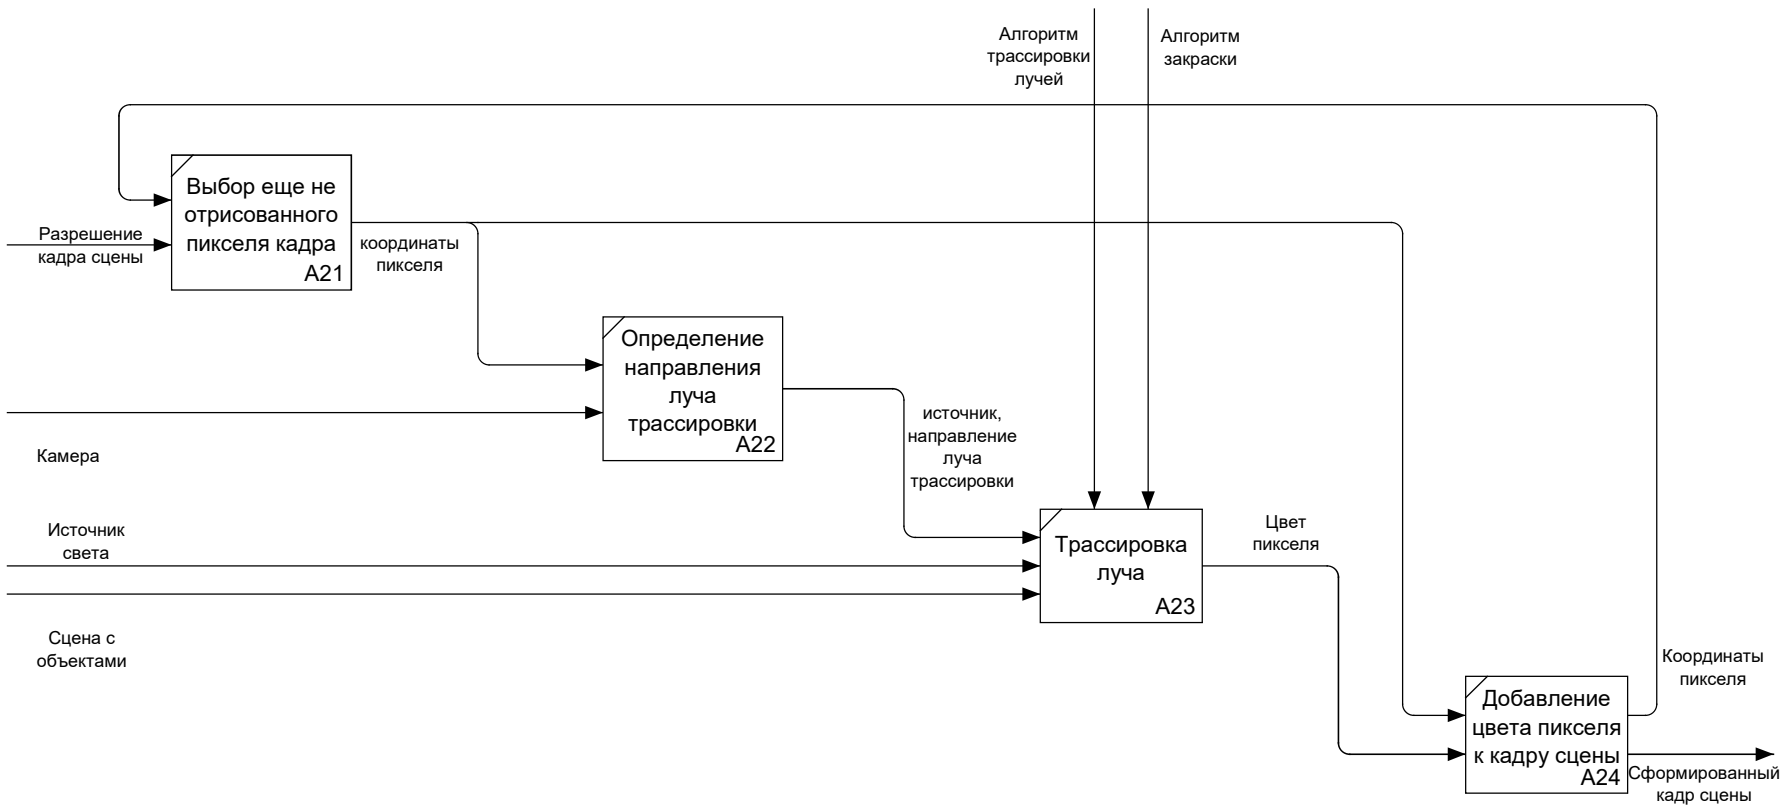 Алгоритм
трассировки
лучей
Алгоритм
закраски
Выбор еще не
отрисованного
пикселя кадра
A21
Разрешение
кадра сцены
координаты
пикселя
Определение
направления
луча
трассировки
A22
Камера
источник,
направление
луча
трассировки
Источник
света
Трассировка
луча
A23
Цвет
пикселя
Сцена с
объектами
Координаты
пикселя
Добавление
цвета пикселя
к кадру сцены
A24
Сформированный
кадр сцены